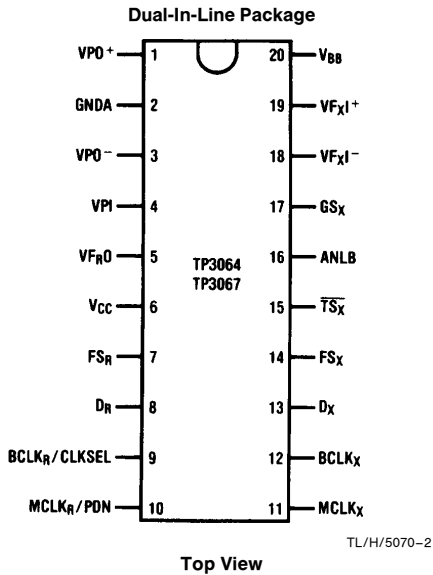 Dual-In-Line Package
VPO+ 1 20 VBB
GNDA 2 19 VFXI+
VPO− 3 18 VFXI−
VPI 4 17 GSX
VFRO 5 16 ANLB
TP3064
TP3067
VCC 6 15 TSX
FSR 7 14 FSX
DR 8 13 DX
BCLKR/CLKSEL 9 12 BCLKX
MCLKR/PDN 10 11 MCLKX
TL/H/5070–2
Top View